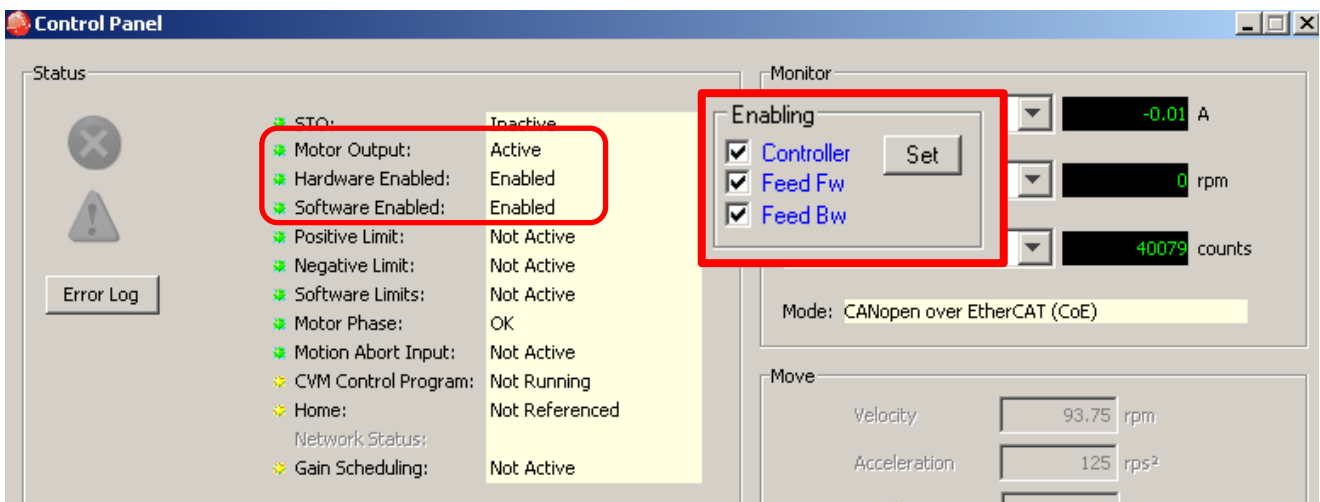 Control Panel
Status
STO: Inactive
Motor Output: Active
Hardware Enabled: Enabled
Software Enabled: Enabled
Positive Limit: Not Active
Negative Limit: Not Active
Software Limits: Not Active
Motor Phase: OK
Motion Abort Input: Not Active
CVM Control Program: Not Running
Home: Not Referenced
Network Status:
Gain Scheduling: Not Active
Error Log
Monitor
-0.01 A
0 rpm
40079 counts
Enabling
Controller
Set
Feed Fw
Feed Bw
Mode: CANopen over EtherCAT (CoE)
Move
Velocity 93.75 rpm
Acceleration 125 rps²